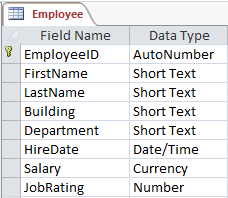 Employee
Field Name Data Type
EmployeeID AutoNumber
FirstName Short Text
LastName Short Text
Building Short Text
Department Short Text
HireDate Date/Time
Salary Currency
JobRating Number